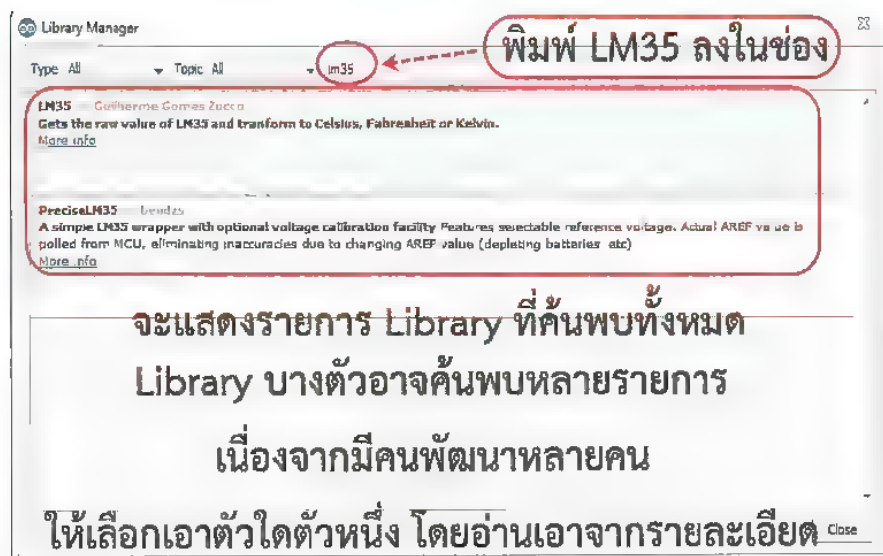 Library Manager
พิมพ์ LM35 ลงในช่อง
Type All Topic All lm35
LM35 Guilherme Gomes Zucco
Gets the raw value of LM35 and tranform to Celsius, Fahrenheit or Kelvin.
More info
PreciseLM35
A simple LM35 wrapper with optional voltage calibration facility Features selectable reference voltage. Actual AREF value is
polled from MCU, eliminating inaccuracies due to changing AREF value (depleting batteries etc)
More info
จะแสดงรายการ Library ที่ค้นพบทั้งหมด
Library บางตัวอาจค้นพบหลายรายการ
เนื่องจากมีคนพัฒนาหลายคน
ให้เลือกเอาตัวใดตัวหนึ่ง โดยอ่านเอาจากรายละเอียด Close